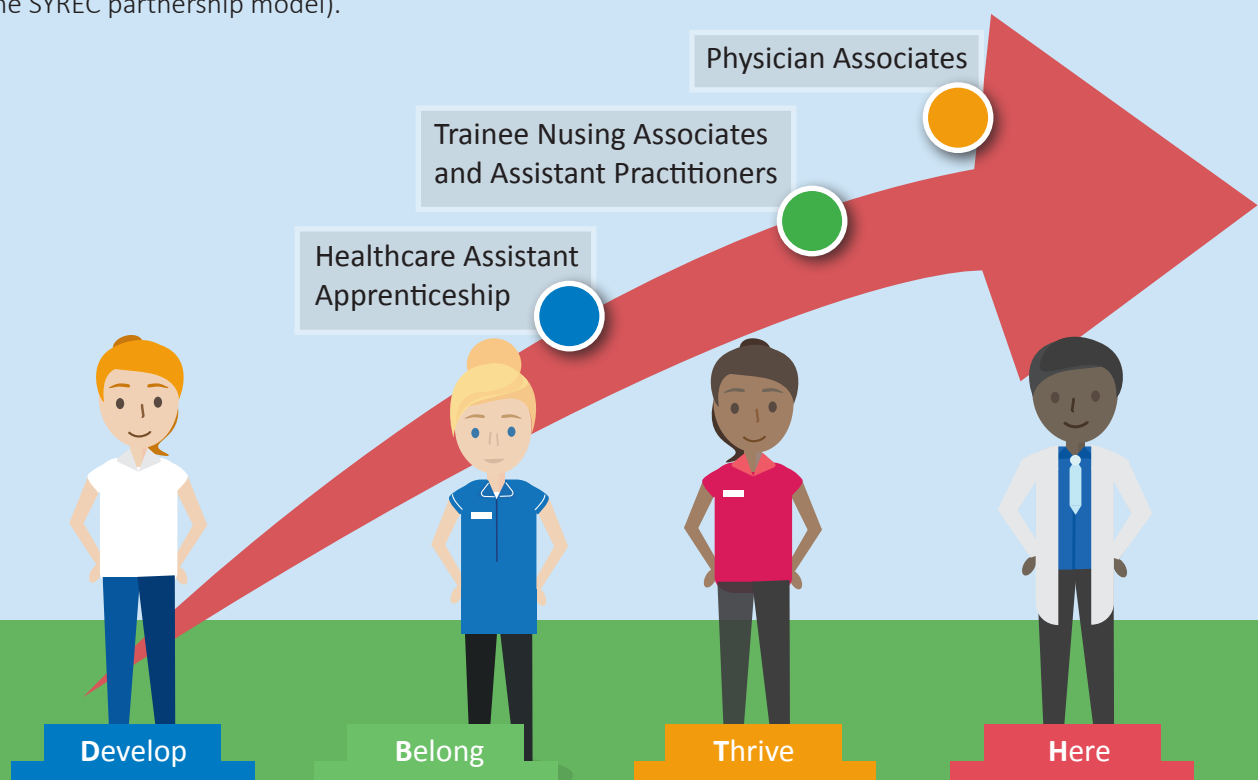 he SYREC partnership model).
Physician Associates
Trainee Nusing Associates
and Assistant Practitioners
Healthcare Assistant
Apprenticeship
Develop
Belong
Thrive
Here